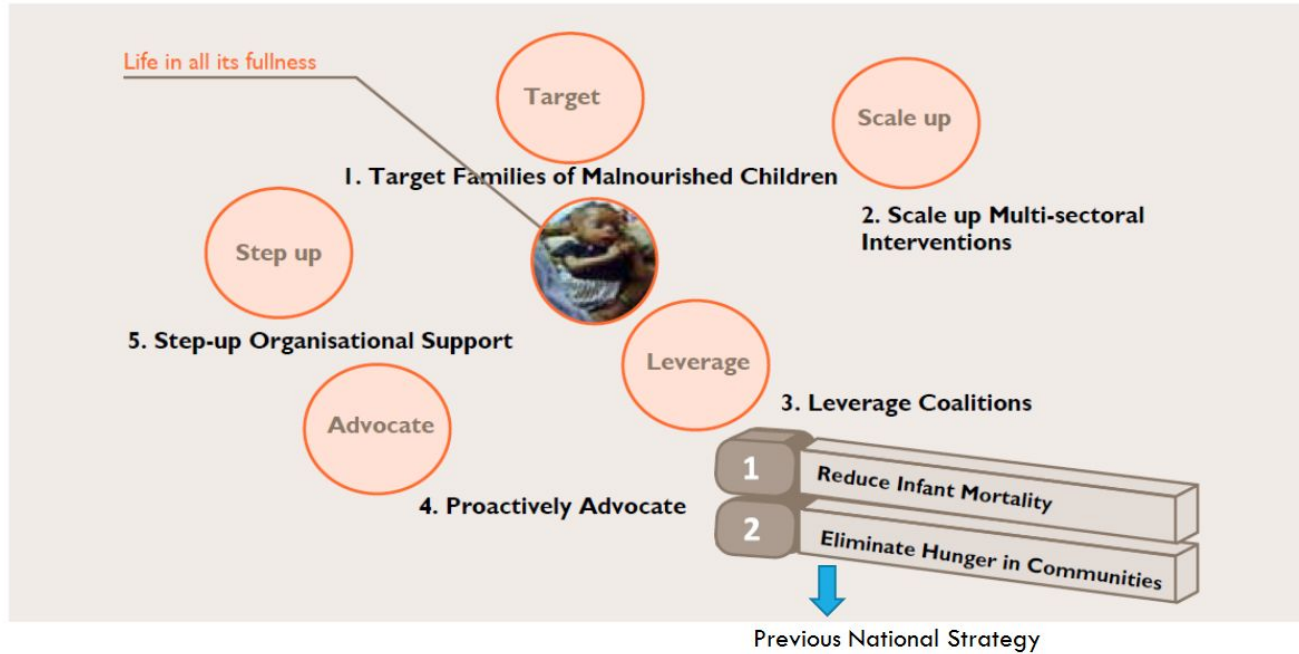 Life in all its fullness
Target
Scale up
1. Target Families of Malnourished Children
2. Scale up Multi-sectoral
Interventions
Step up
5. Step-up Organisational Support
Leverage
3. Leverage Coalitions
Advocate
4. Proactively Advocate
1 Reduce Infant Mortality
2 Eliminate Hunger in Communities
Previous National Strategy